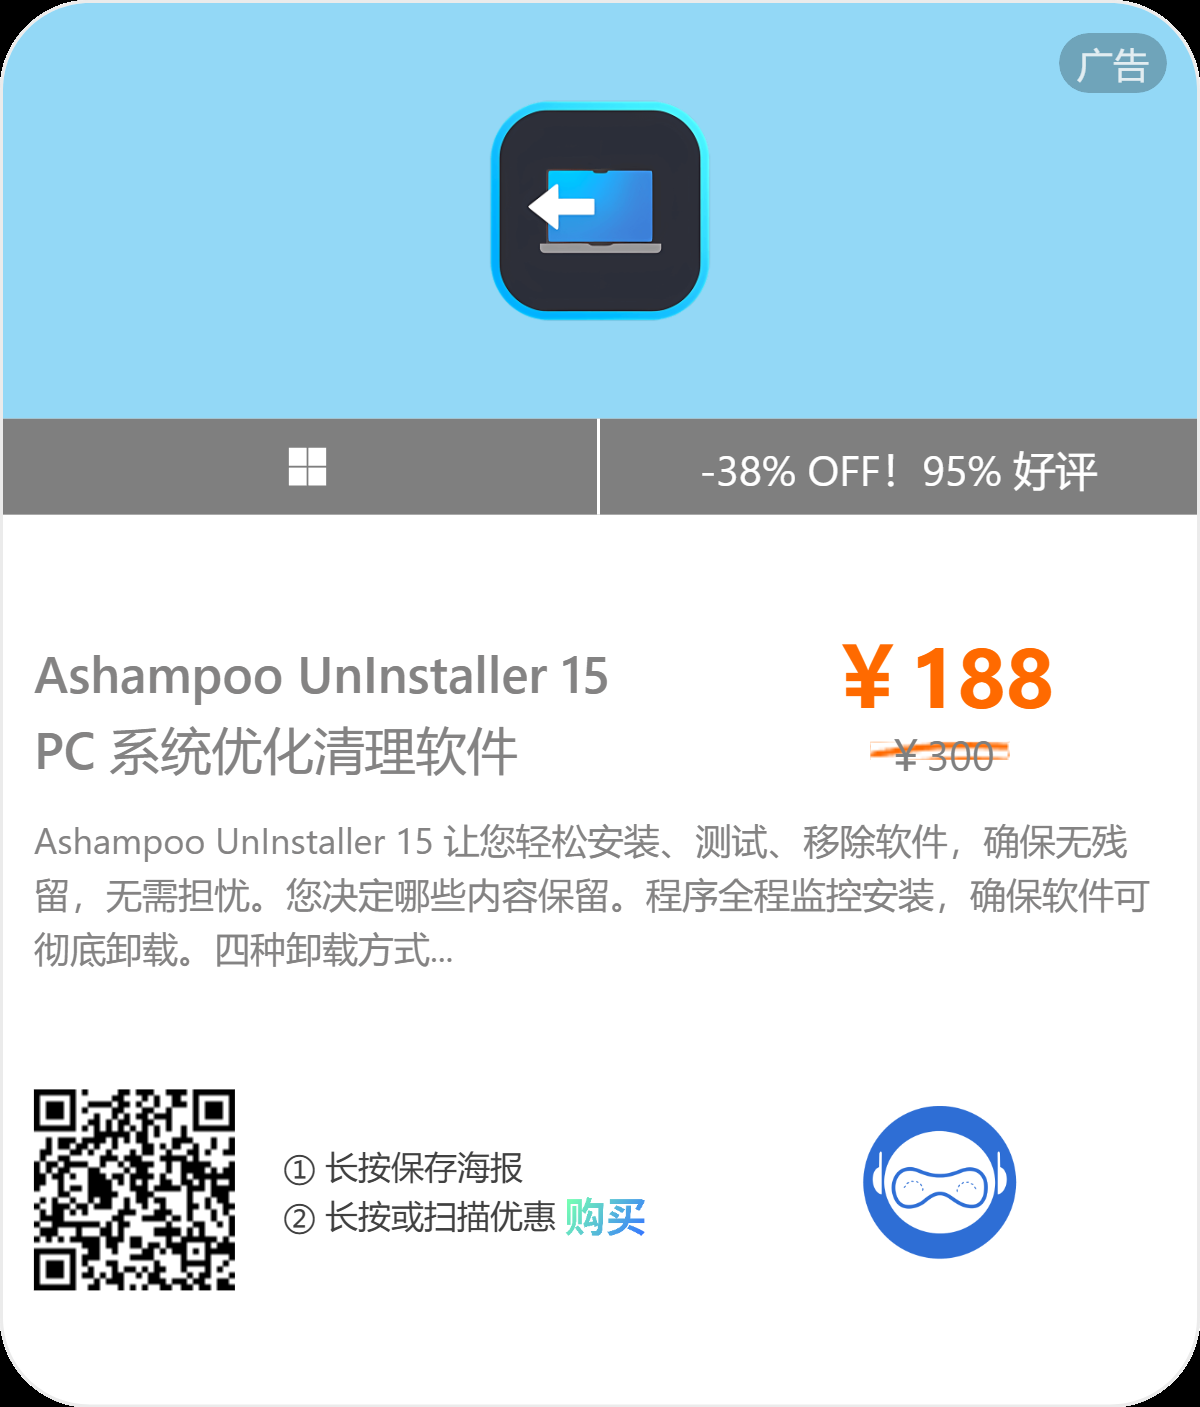 广告
-38% OFF！95% 好评
Ashampoo UnInstaller 15
PC 系统优化清理软件
¥ 188
¥ 300
Ashampoo UnInstaller 15 让您轻松安装、测试、移除软件，确保无残
留，无需担忧。您决定哪些内容保留。程序全程监控安装，确保软件可
彻底卸载。四种卸载方式...
① 长按保存海报
② 长按或扫描优惠 购买